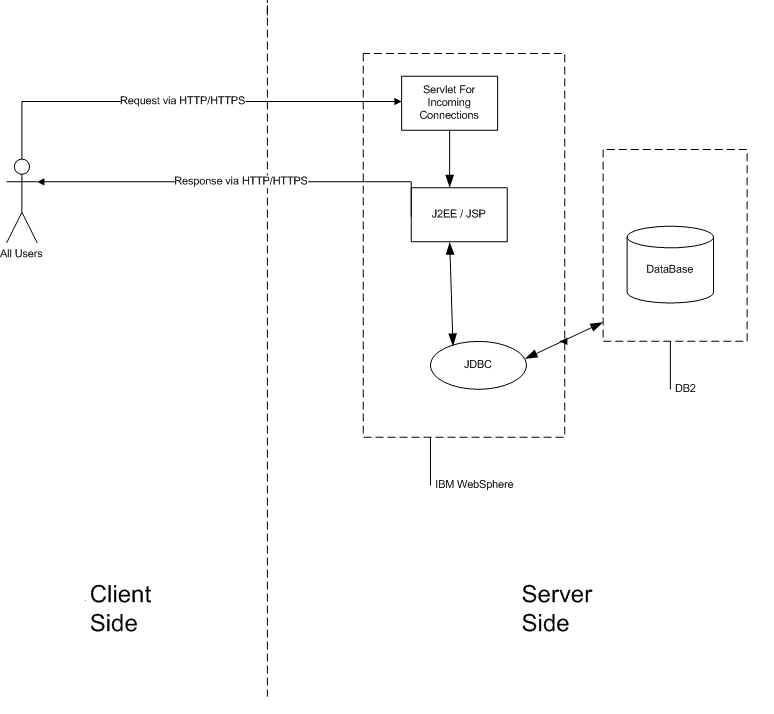 Servlet For
Incoming
Connections
Request via HTTP/HTTPS
Response via HTTP/HTTPS
J2EE / JSP
All Users
DataBase
JDBC
DB2
IBM WebSphere
Client
Side
Server
Side